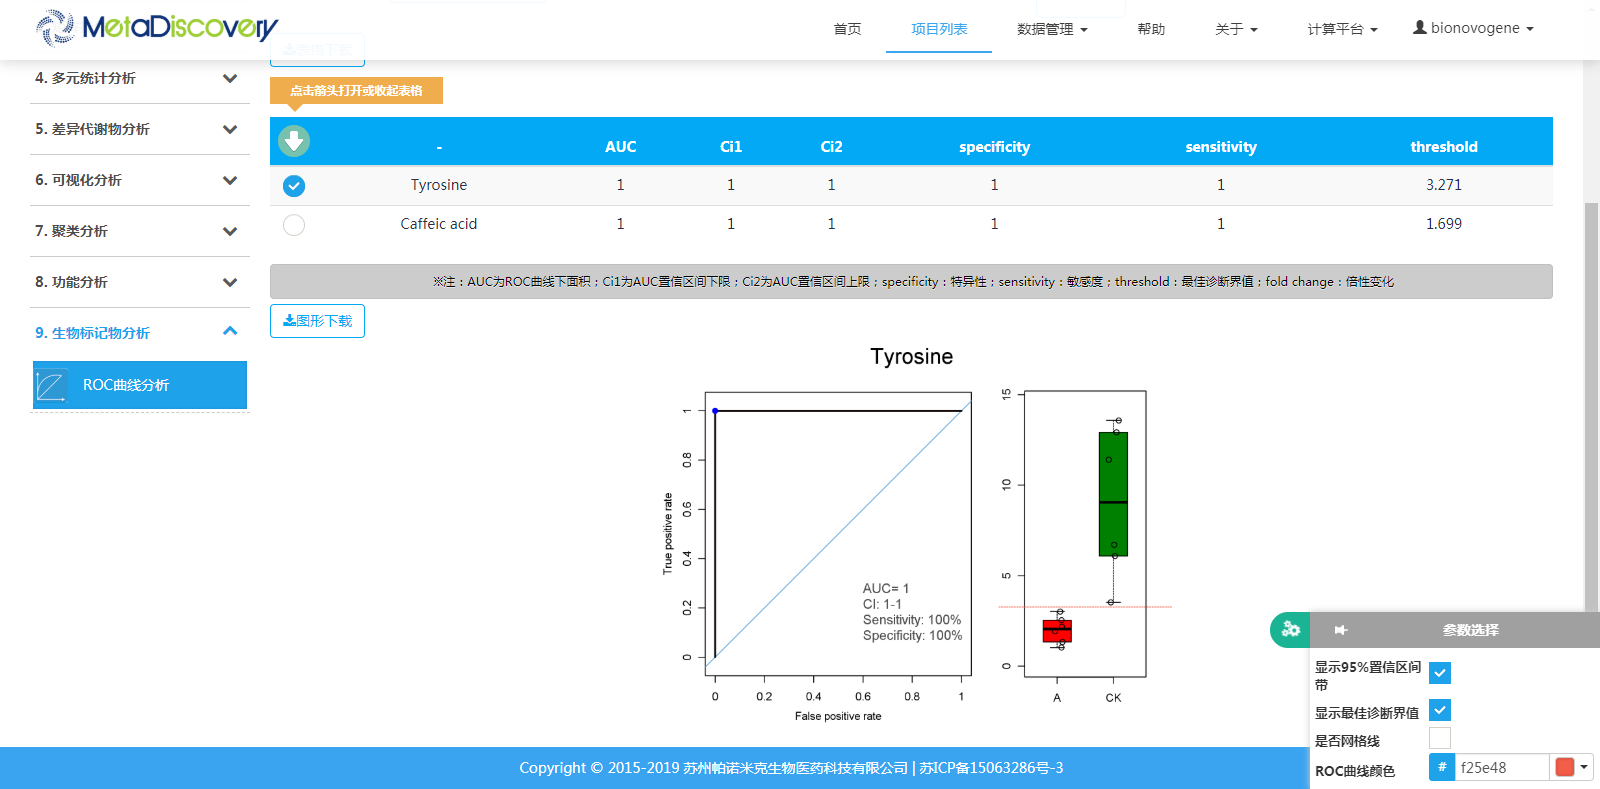 MetaDiscovery
首页
项目列表
数据管理
帮助
关于
计算平台
bionovogene
4. 多元统计分析
5. 差异代谢物分析
6. 可视化分析
7. 聚类分析
8. 功能分析
9. 生物标记物分析
ROC曲线分析
点击箭头打开或收起表格
- AUC Ci1 Ci2 specificity sensitivity threshold
Tyrosine 1 1 1 1 1 3.271
Caffeic acid 1 1 1 1 1 1.699
※注：AUC为ROC曲线下面积；Ci1为AUC置信区间下限；Ci2为AUC置信区间上限；specificity：特异性；sensitivity：敏感度；threshold：最佳诊断界值；fold change：倍性变化
图形下载
Tyrosine
True positive rate
1
0.8
0.6
0.4
0.2
0
AUC= 1
CI: 1-1
Sensitivity: 100%
Specificity: 100%
0 0.2 0.4 0.6 0.8 1
False positive rate
15
10
5
0
A CK
参数选择
显示95%置信区间
带
显示最佳诊断界值
是否网格线
ROC曲线颜色 # f25e48
Copyright © 2015-2019 苏州帕诺米克生物医药科技有限公司 | 苏ICP备15063286号-3